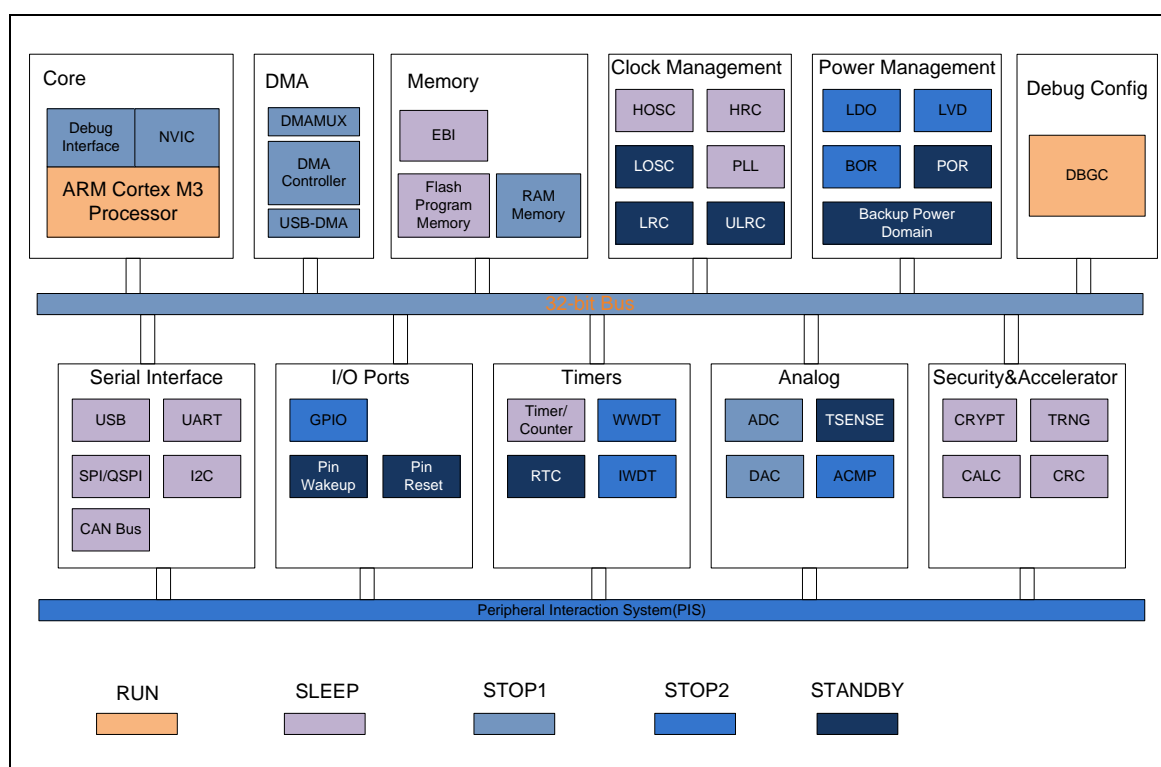 Core
Debug
Interface
NVIC
ARM Cortex M3
Processor
DMA
DMAMUX
DMA
Controller
USB-DMA
Memory
EBI
Flash
Program
Memory
RAM
Memory
Clock Management
HOSC
HRC
LOSC
PLL
LRC
ULRC
Power Management
LDO
LVD
BOR
POR
Backup Power
Domain
Debug Config
DBGC
32-bit Bus
Serial Interface
USB
UART
SPI/QSPI
I2C
CAN Bus
I/O Ports
GPIO
Pin
Wakeup
Pin
Reset
Timers
Timer/
Counter
WWDT
RTC
IWDT
Analog
ADC
TSENSE
DAC
ACMP
Security&Accelerator
CRYPT
TRNG
CALC
CRC
Peripheral Interaction System(PIS)
RUN
SLEEP
STOP1
STOP2
STANDBY